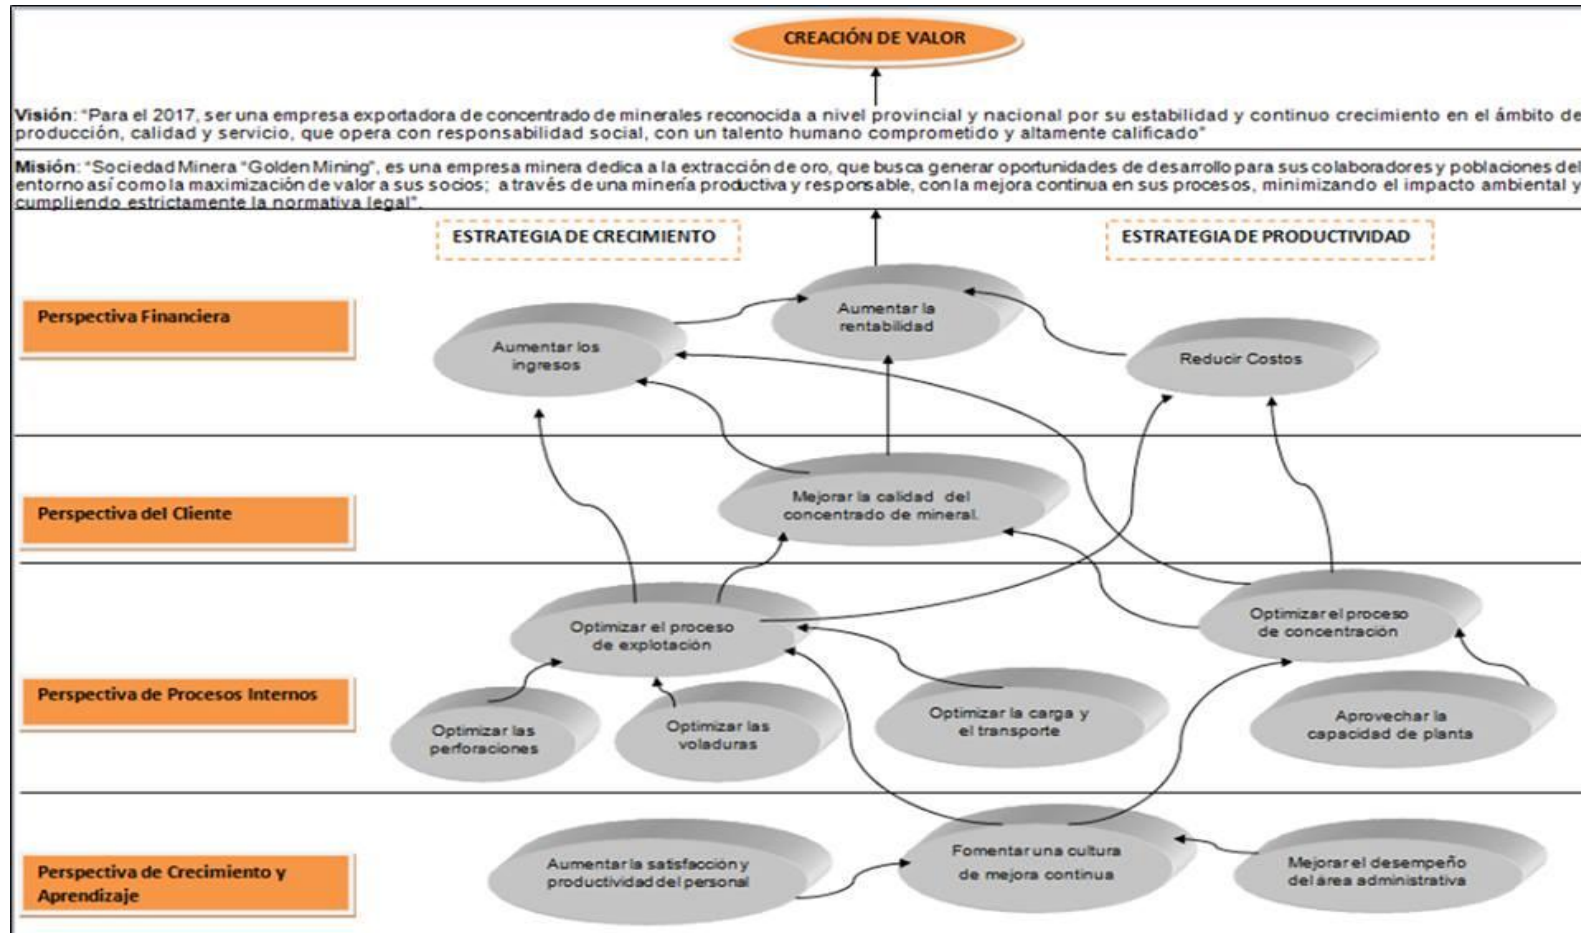 CREACIÓN DE VALOR
Visión: "Para el 2017, ser una empresa exportadora de concentrado de minerales reconocida a nivel provincial y nacional por su estabilidad y continuo crecimiento en el ámbito de
producción, calidad y servicio, que opera con responsabilidad social, con un talento humano comprometido y altamente calificado"
Misión: "Sociedad Minera "Golden Mining", es una empresa minera dedica a la extracción de oro, que busca generar oportunidades de desarrollo para sus colaboradores y poblaciones del
entorno así como la maximización de valor a sus socios; a través de una minería productiva y responsable, con la mejora continua en sus procesos, minimizando el impacto ambiental y
cumpliendo estrictamente la normativa legal".
ESTRATEGIA DE CRECIMIENTO
ESTRATEGIA DE PRODUCTIVIDAD
Perspectiva Financiera
Aumentar los
ingresos
Aumentar la
rentabilidad
Reducir Costos
Perspectiva del Cliente
Mejorar la calidad del
concentrado de mineral.
Optimizar el proceso
de explotación
Optimizar el proceso
de concentración
Perspectiva de Procesos Internos
Optimizar las
perforaciones
Optimizar las
voladuras
Optimizar la carga y
el transporte
Aprovechar la
capacidad de planta
Perspectiva de Crecimiento y
Aprendizaje
Aumentar la satisfacción y
productividad del personal
Fomentar una cultura
de mejora continua
Mejorar el desempeño
del área administrativa